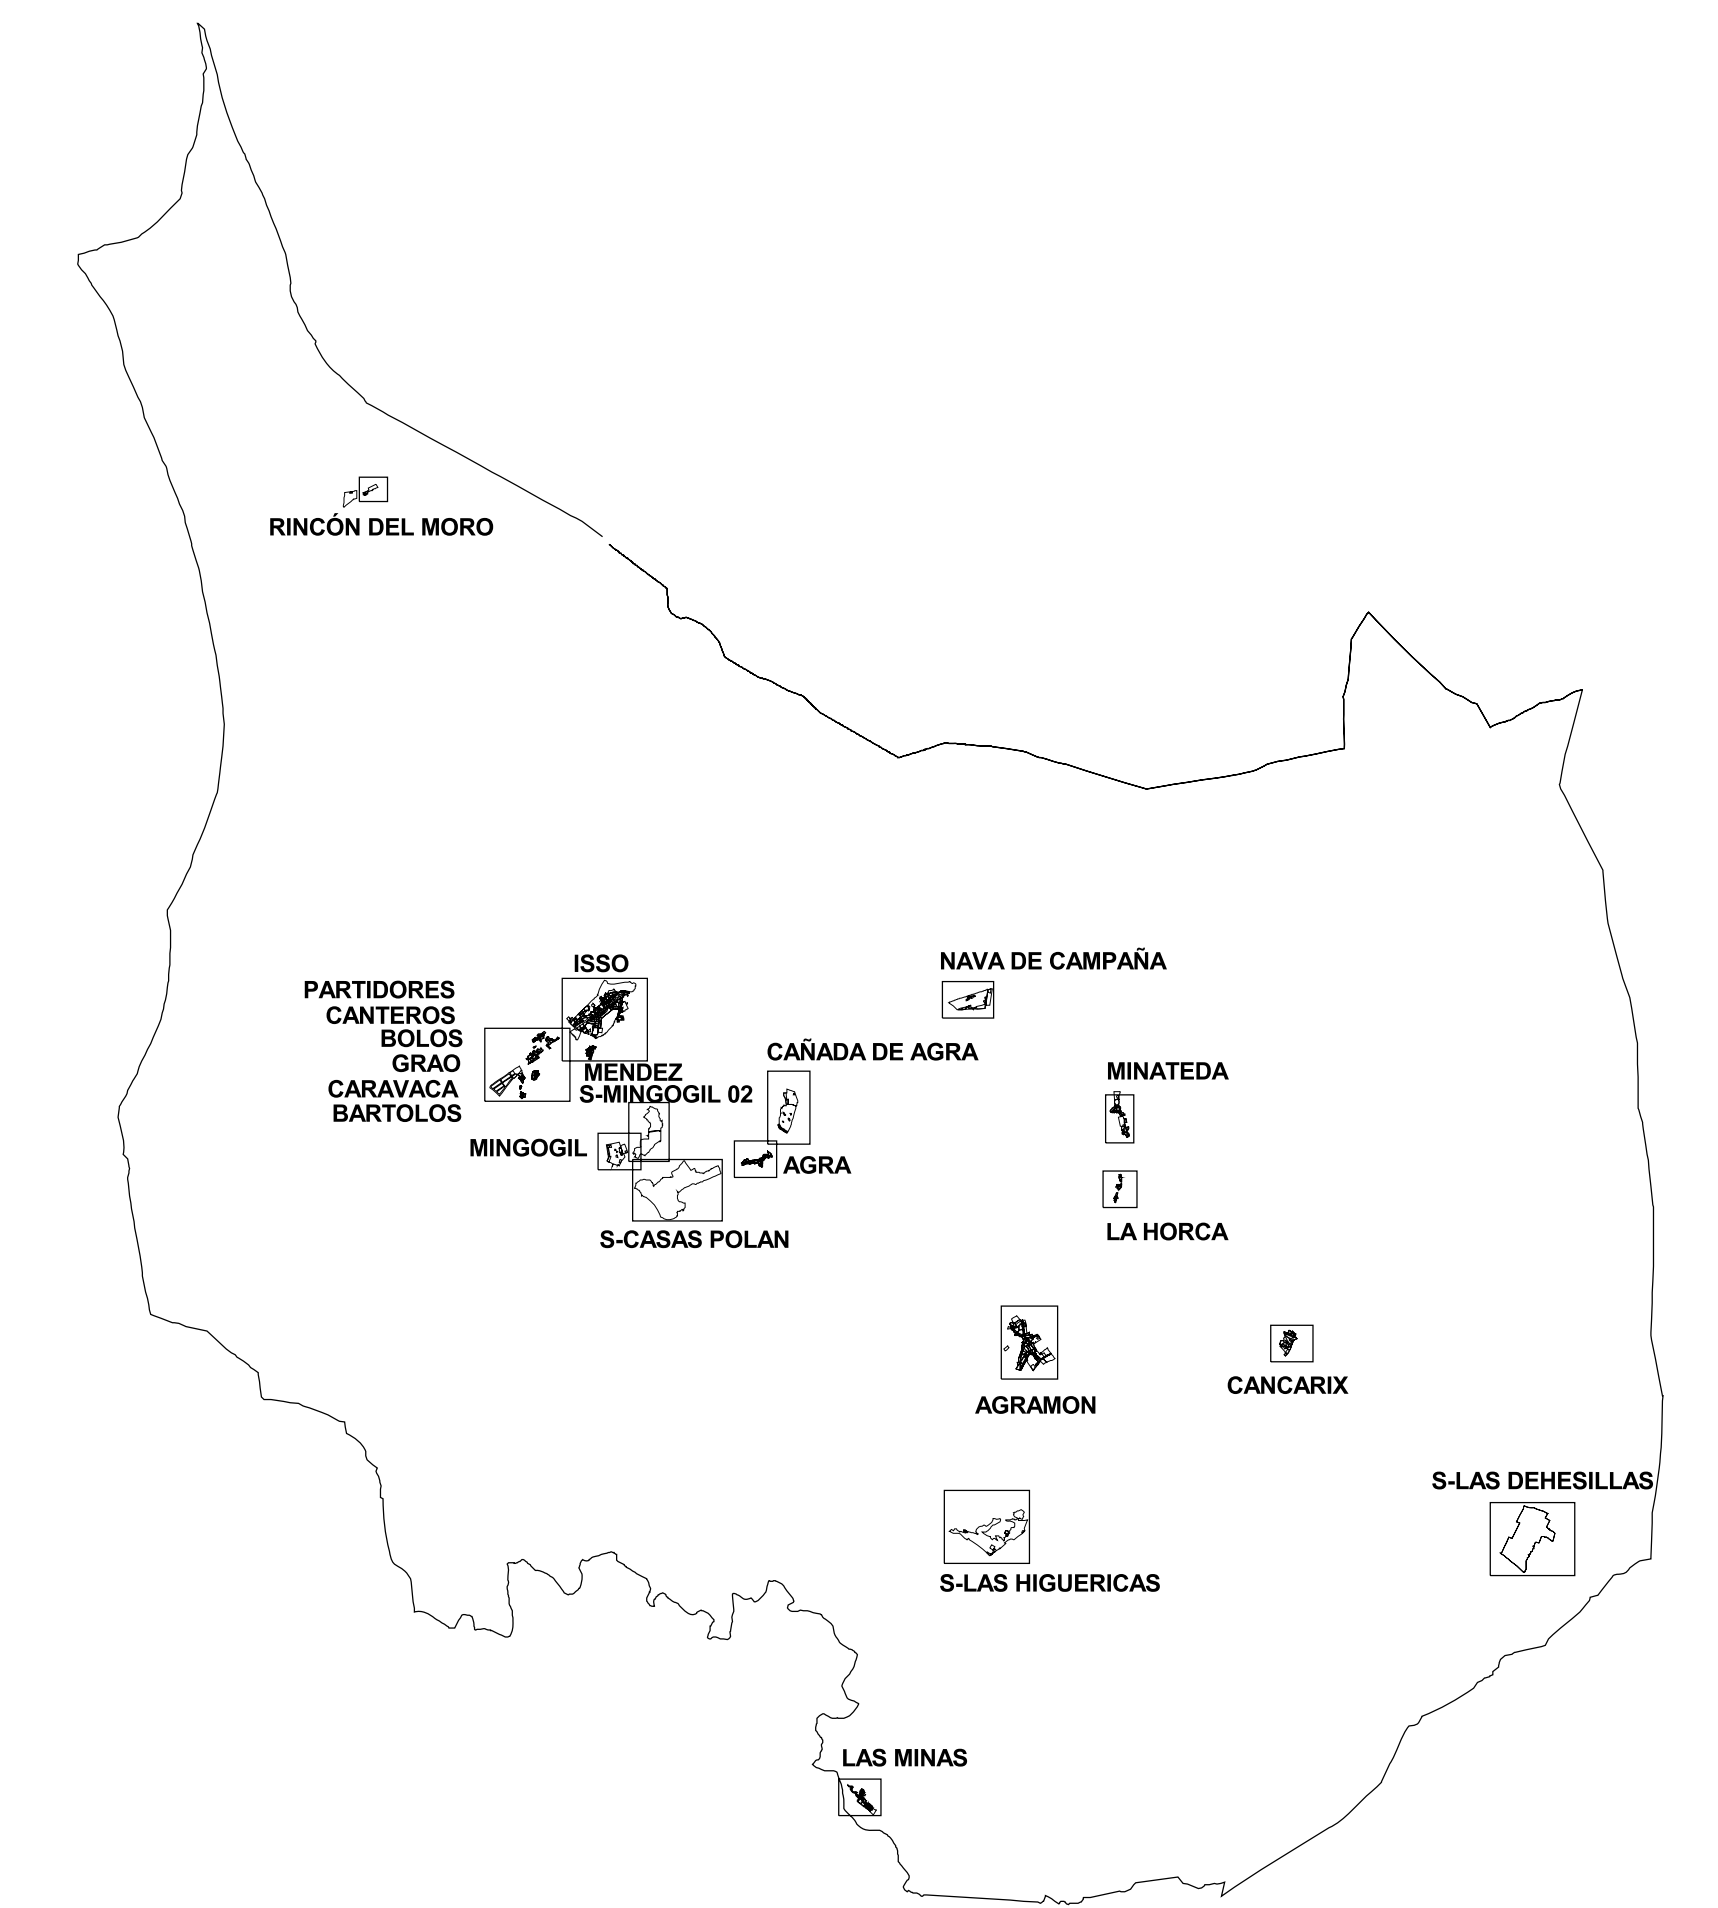 RINCÓN DEL MORO
ISSO
NAVA DE CAMPAÑA
PARTIDORES
CANTEROS
BOLOS
GRAO
CARAVACA
BARTOLOS
CAÑADA DE AGRA
MENDEZ
S-MINGOGIL 02
MINATEDA
MINGOGIL
AGRA
S-CASAS POLAN
LA HORCA
AGRAMON
CANCARIX
S-LAS DEHESILLAS
S-LAS HIGUERICAS
LAS MINAS